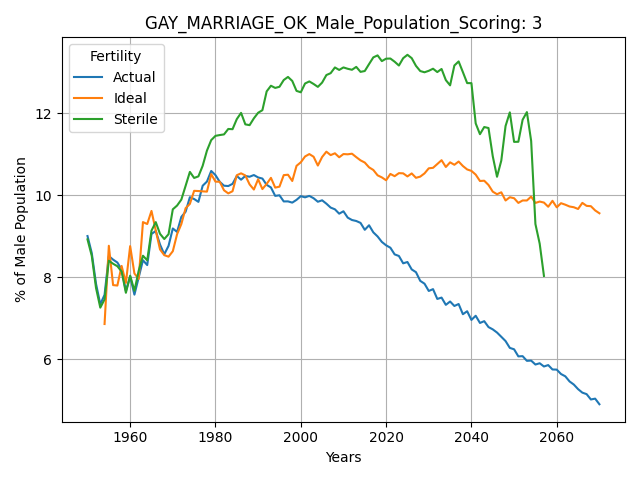 GAY_MARRIAGE_OK_Male_Population_Scoring: 3
Fertility
Actual
Ideal
Sterile
% of Male Population
12
10
8
6
1960 1980 2000 2020 2040 2060
Years